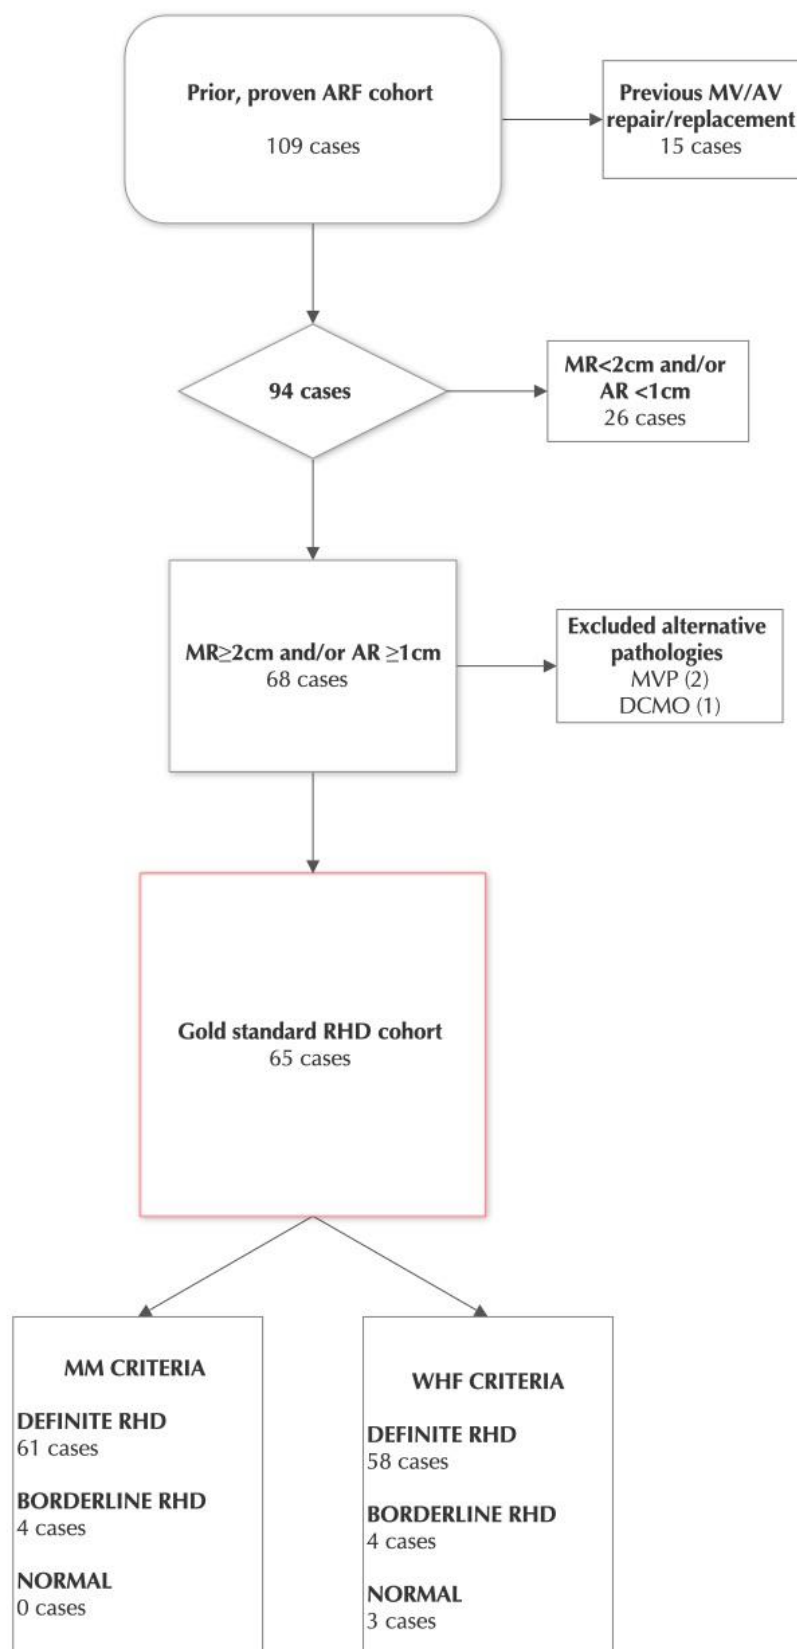 Prior, proven ARF cohort
109 cases
Previous MV/AV
repair/replacement
15 cases
94 cases
MR<2cm and/or
AR <1cm
26 cases
MR≥2cm and/or AR ≥1cm
68 cases
Excluded alternative
pathologies
MVP (2)
DCMO (1)
Gold standard RHD cohort
65 cases
MM CRITERIA
DEFINITE RHD
61 cases
BORDERLINE RHD
4 cases
NORMAL
0 cases
WHF CRITERIA
DEFINITE RHD
58 cases
BORDERLINE RHD
4 cases
NORMAL
3 cases